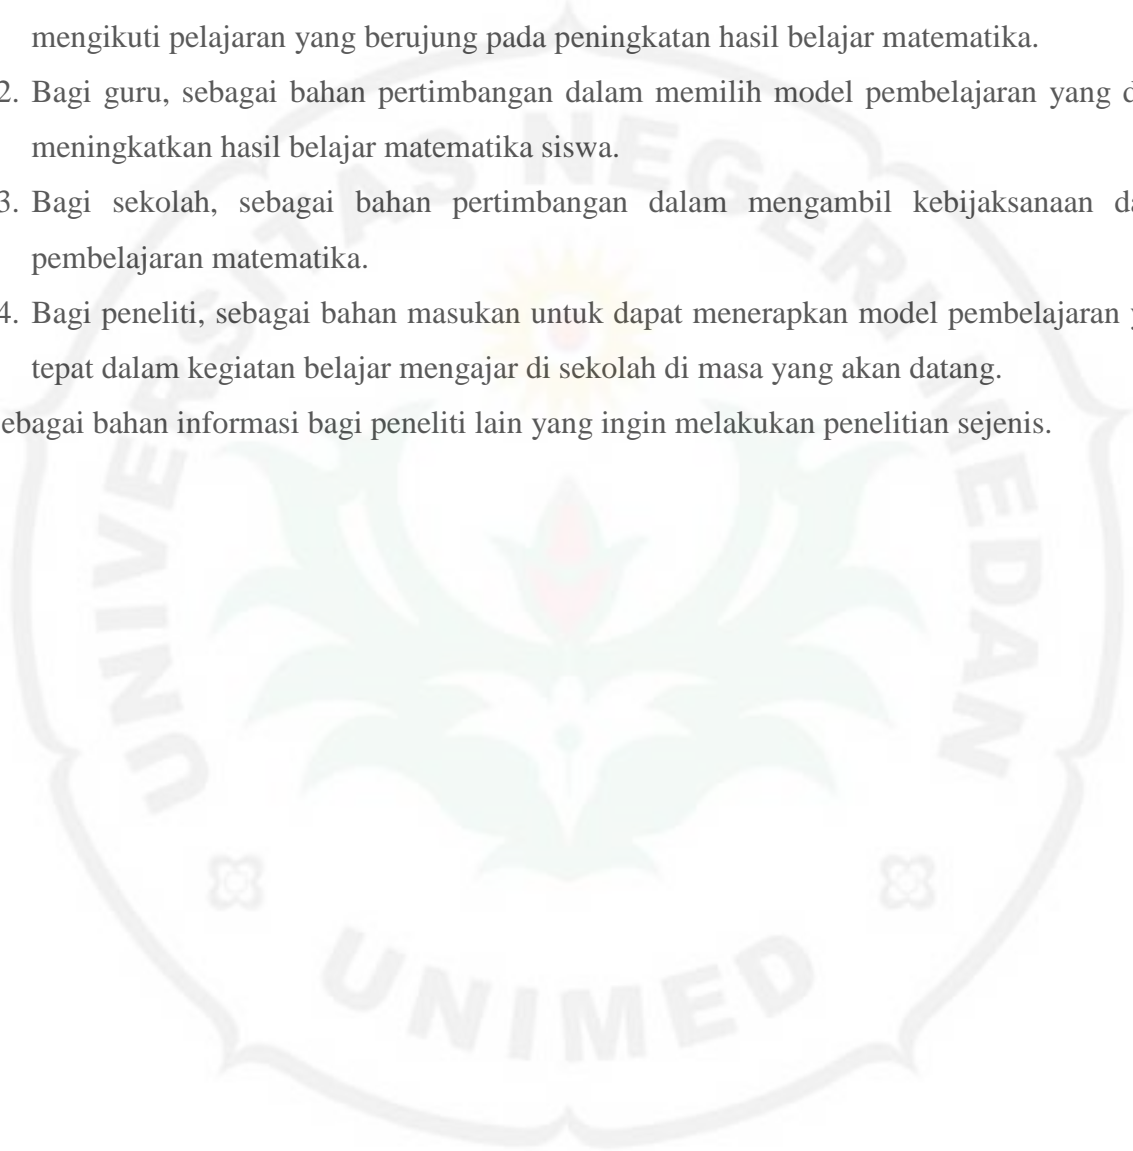 mengikuti pelajaran yang berujung pada peningkatan hasil belajar matematika.
2. Bagi guru, sebagai bahan pertimbangan dalam memilih model pembelajaran yang
meningkatkan hasil belajar matematika siswa.
3. Bagi sekolah, sebagai bahan pertimbangan dalam mengambil kebijaksanaan
pembelajaran matematika.
4. Bagi peneliti, sebagai bahan masukan untuk dapat menerapkan model pembelajaran
tepat dalam kegiatan belajar mengajar di sekolah di masa yang akan datang.
ebagai bahan informasi bagi peneliti lain yang ingin melakukan penelitian sejenis.
UNIVERSITAS NEGERI MEDAN
UNIMED